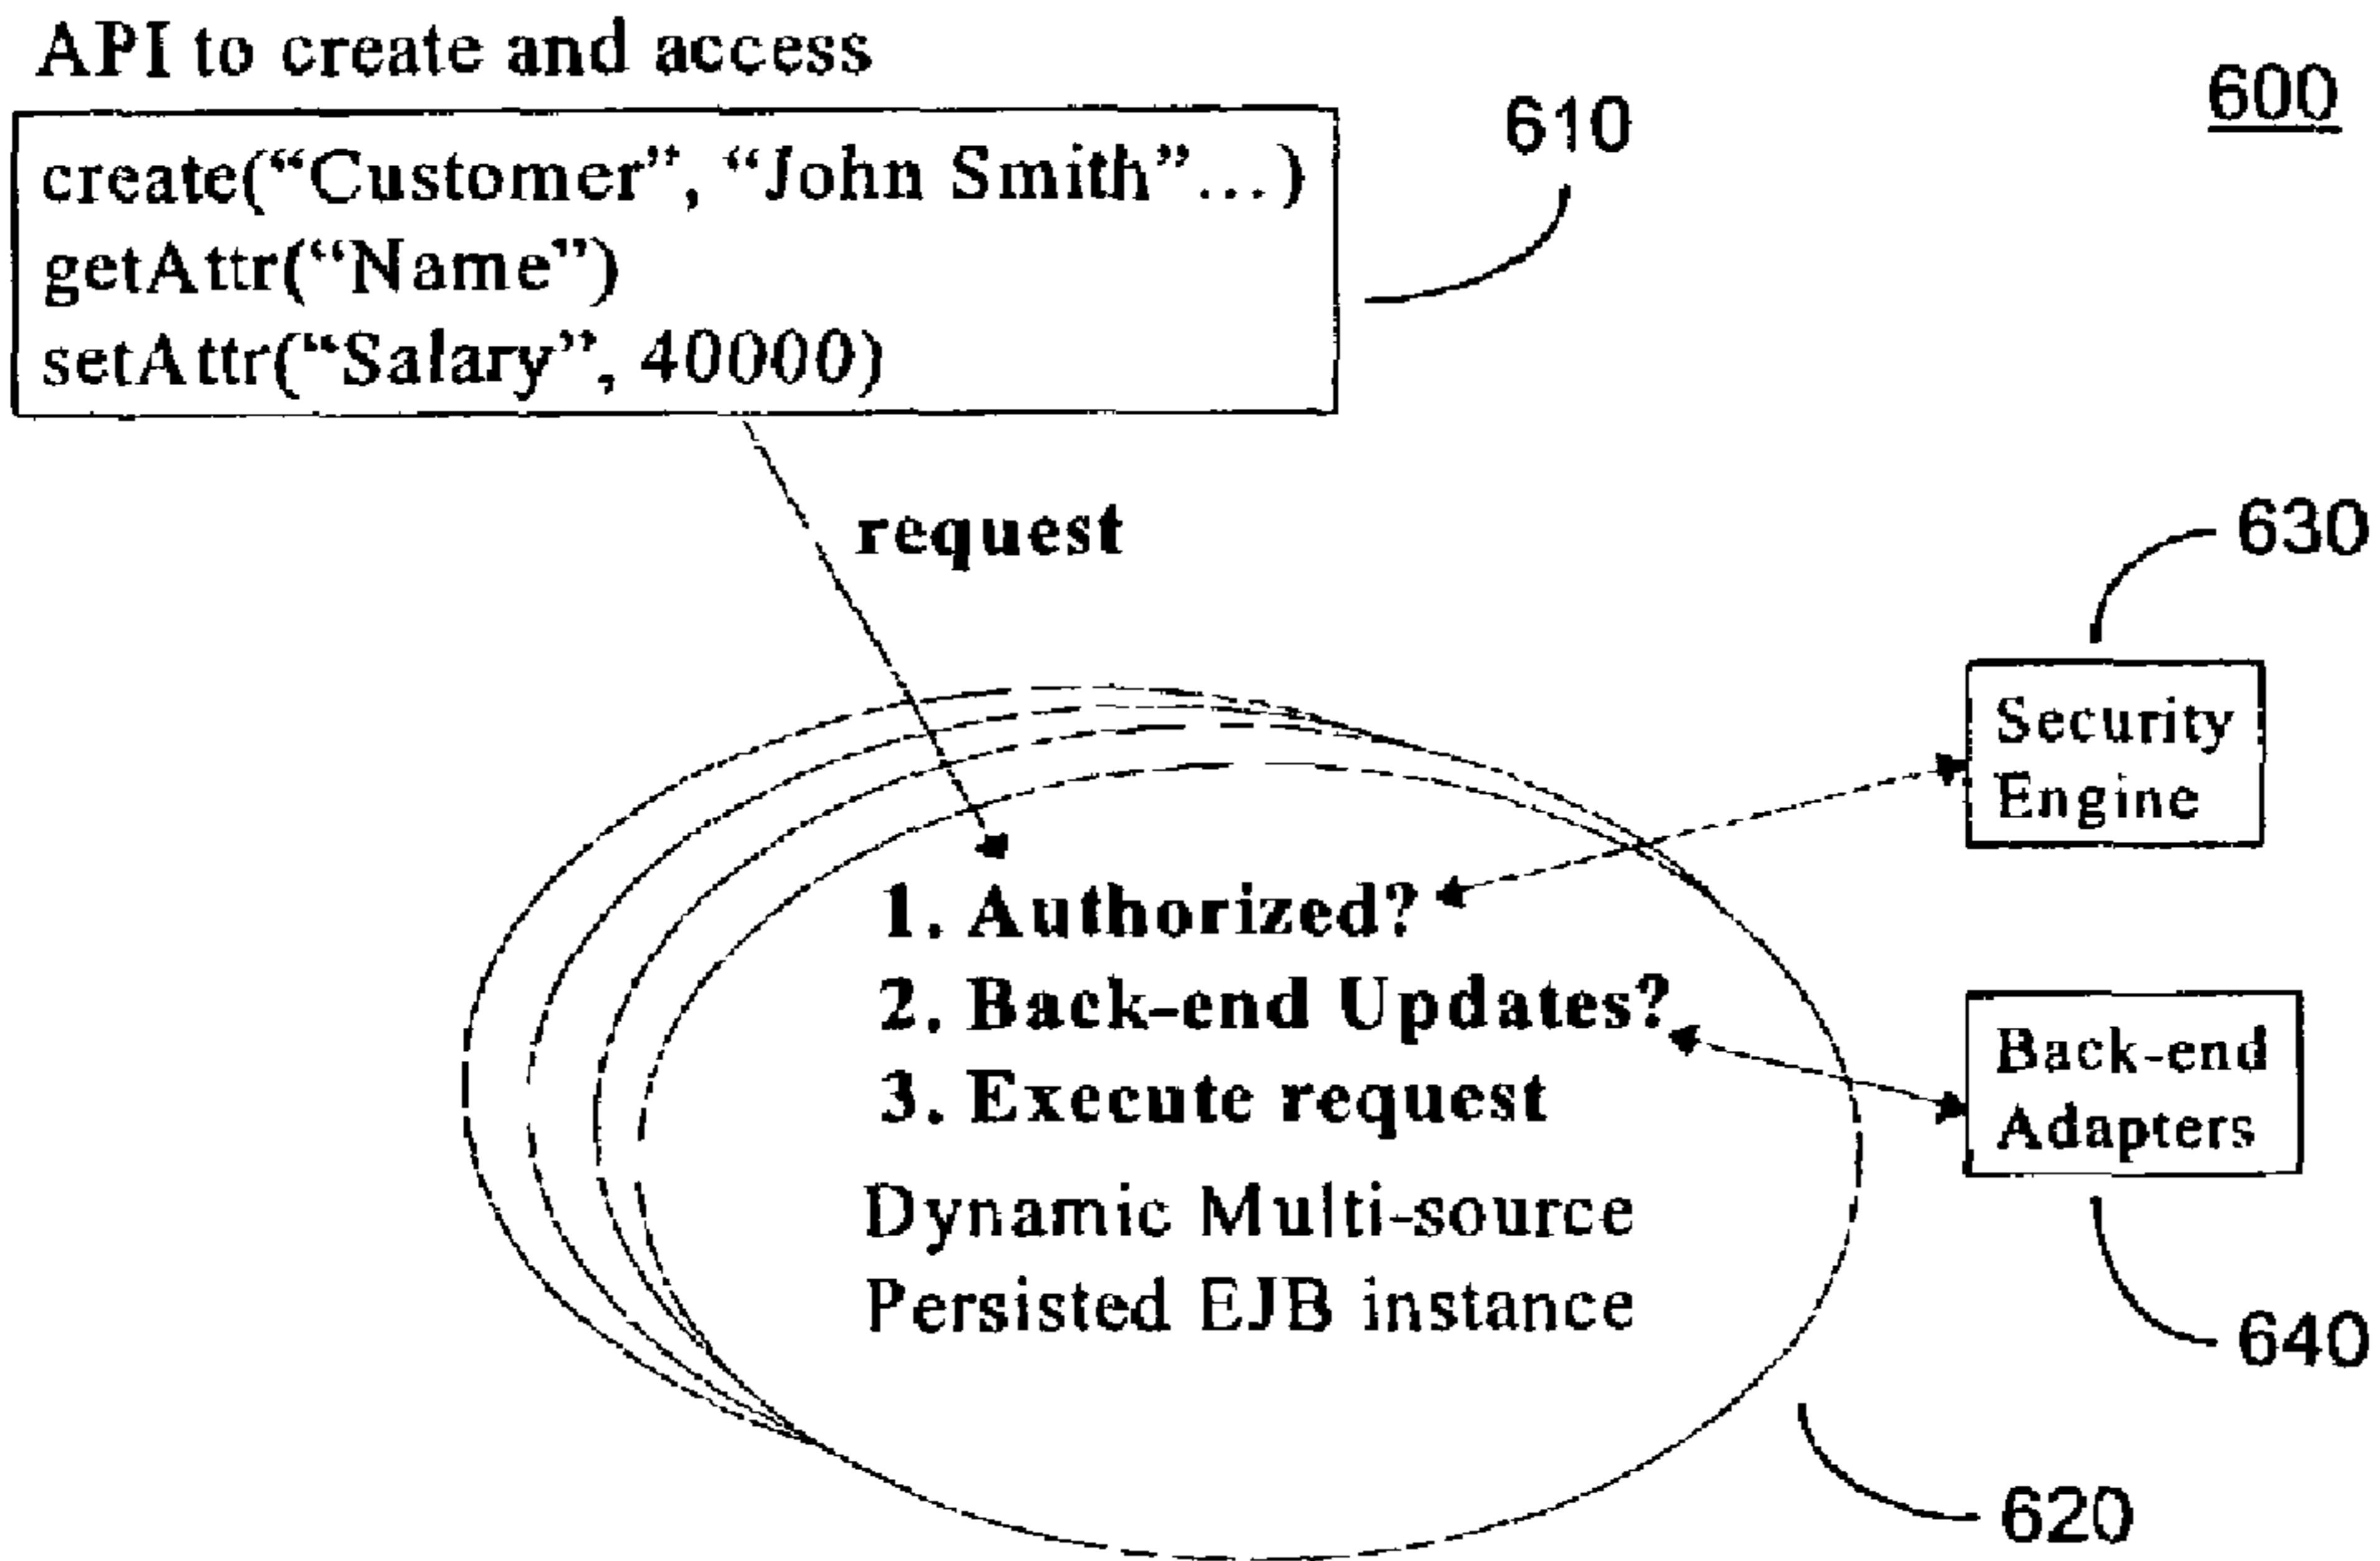 API to create and access
600
610
create(“Customer”, “John Smith”...)
getAttr(“Name”)
setAttr(“Salary”, 40000)
request
630
Security
Engine
1. Authorized?
2. Back-end Updates?
3. Execute request
Dynamic Multi-source
Persisted EJB instance
Back-end
Adapters
640
620